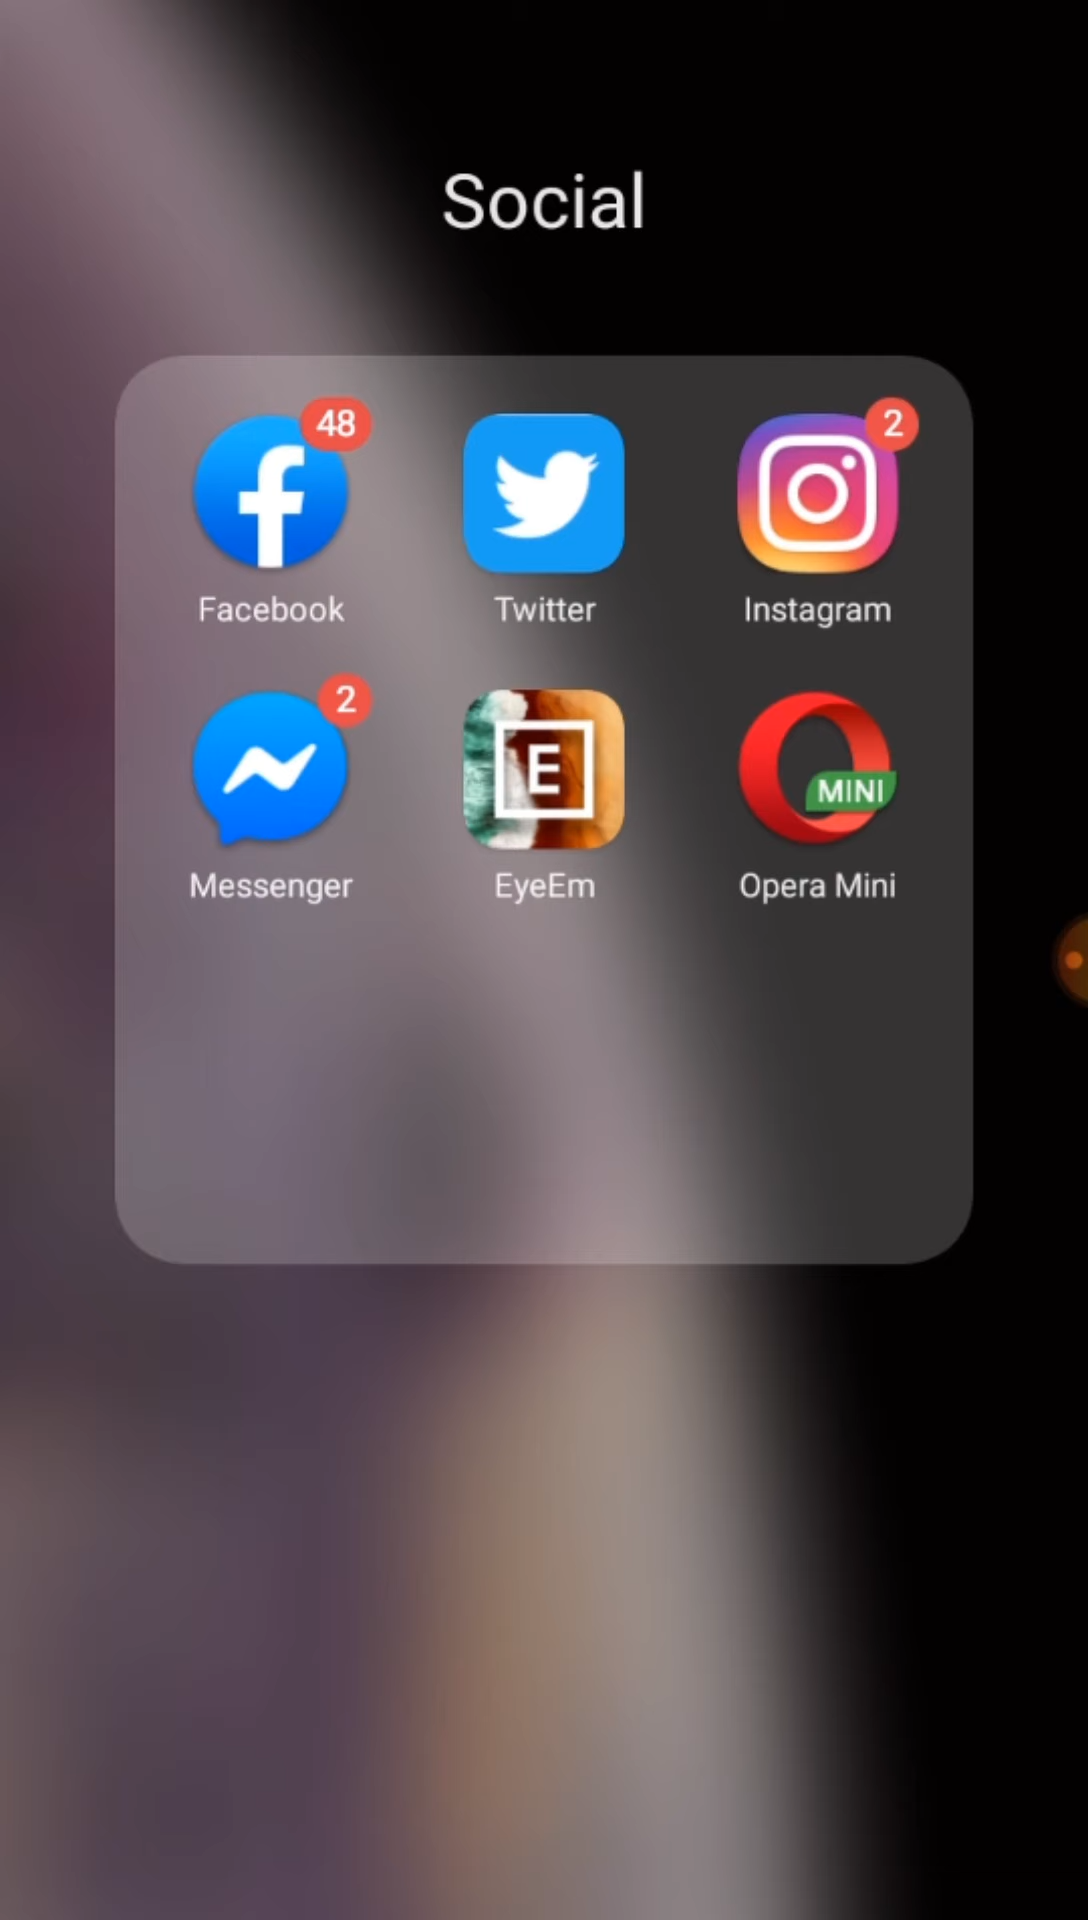 Social
48
2
Facebook
Twitter
Instagram
2
E
MINI
Messenger
EyeEm
Opera Mini